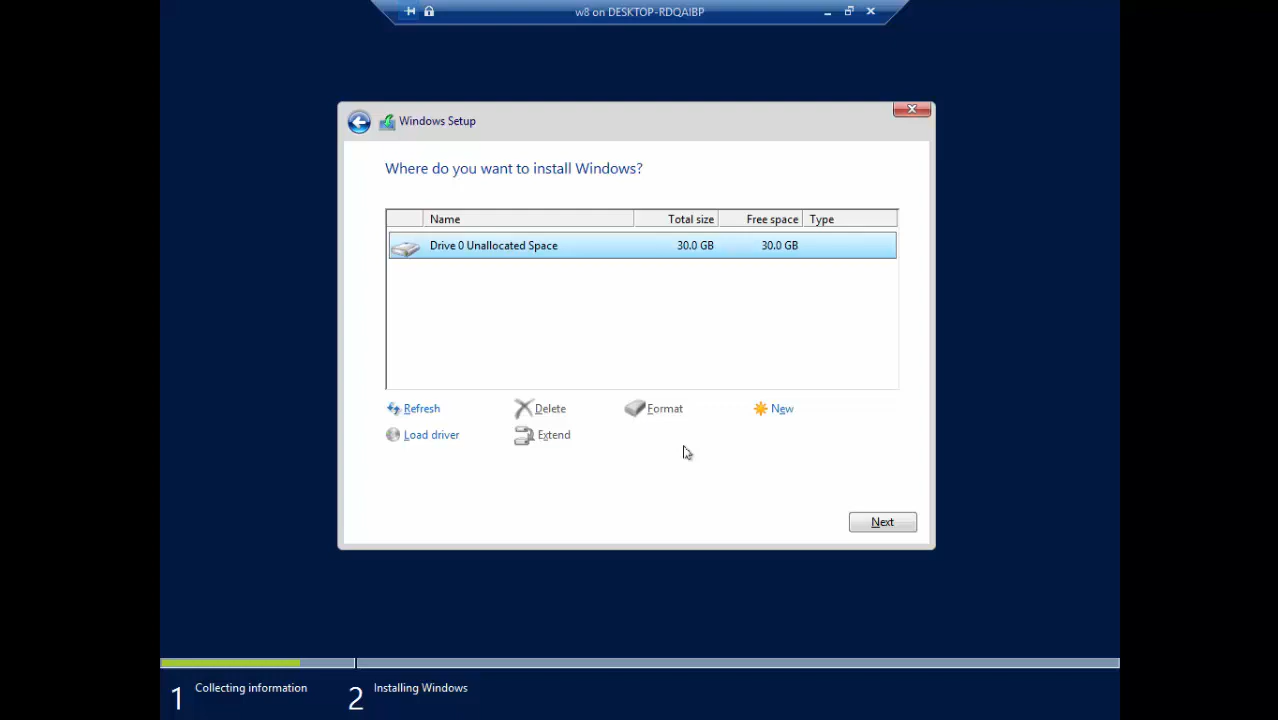 w8 on DESKTOP-RDQAIBP
Windows Setup
Where do you want to install Windows?
Name Total size Free space Type
Drive 0 Unallocated Space 30.0 GB 30.0 GB
Refresh Delete Format New
Load driver Extend
Next
1 Collecting information 2 Installing Windows